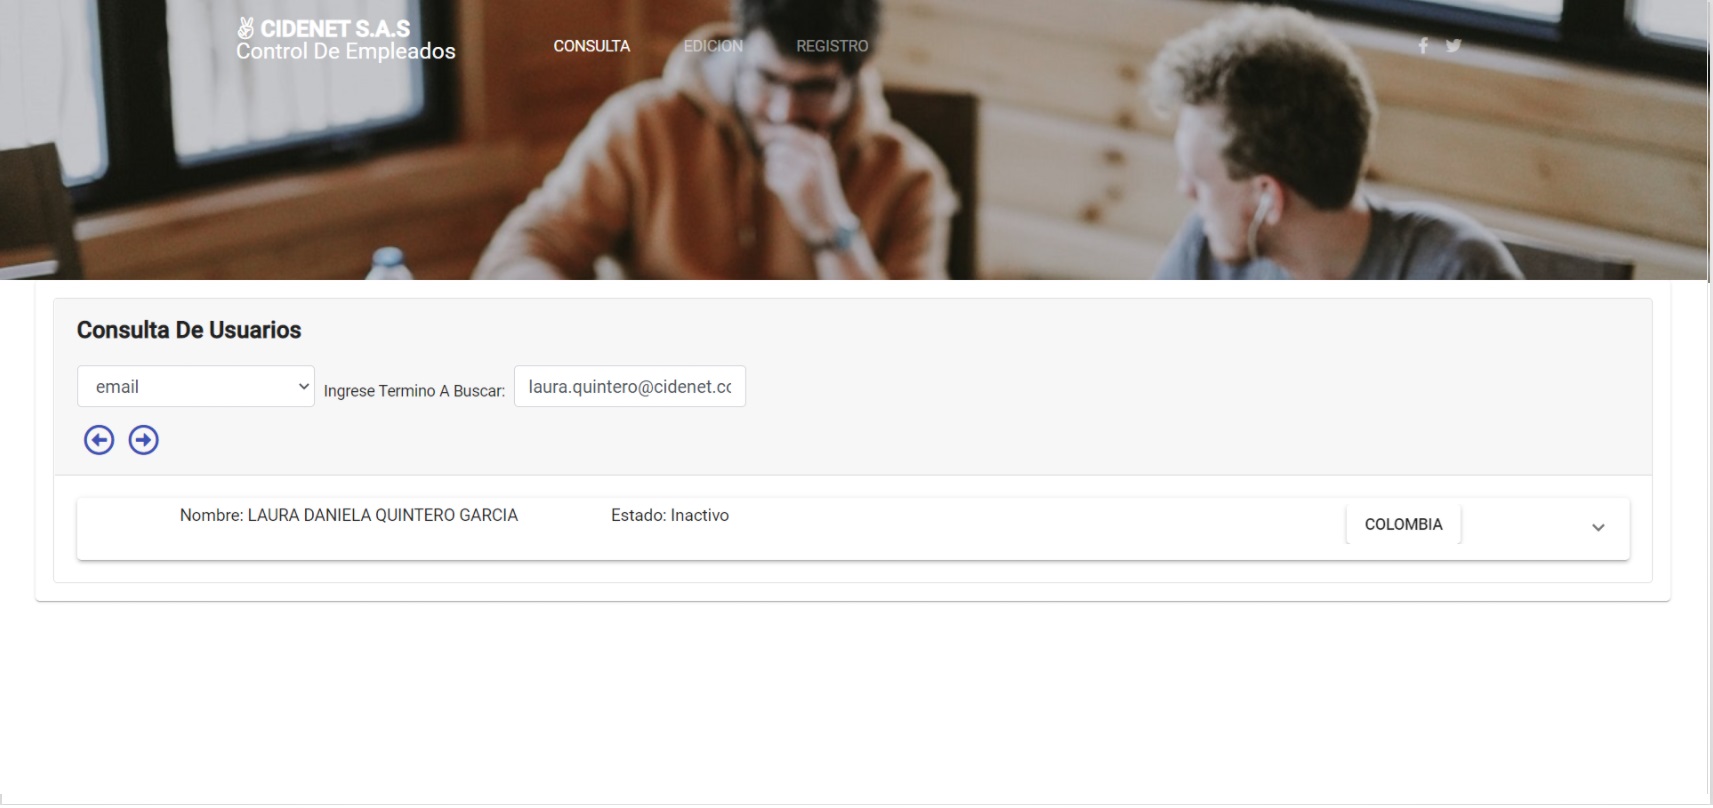 CIDENET S.A.S
Control De Empleados
CONSULTA
EDICION
REGISTRO
Consulta De Usuarios
email
Ingrese Termino A Buscar:
laura.quintero@cidenet.cc
Nombre: LAURA DANIELA QUINTERO GARCIA
Estado: Inactivo
COLOMBIA